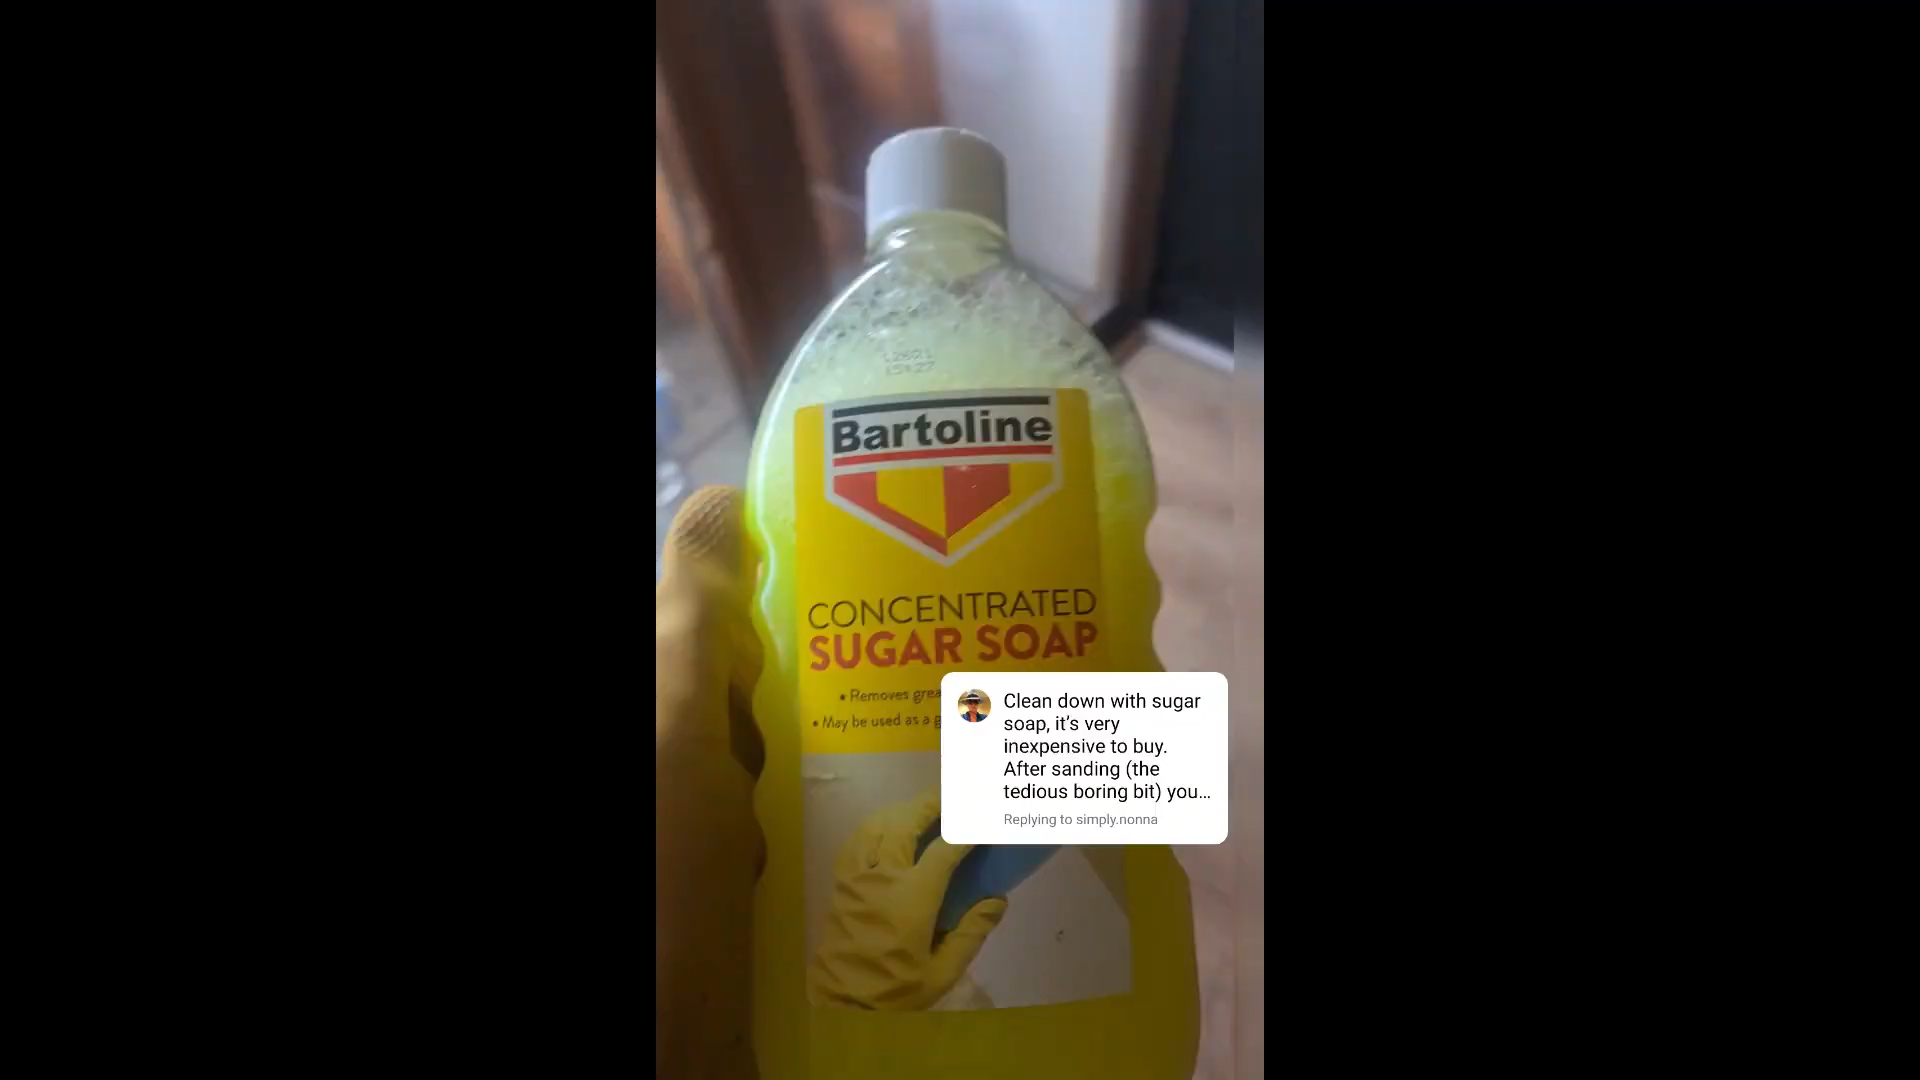 Bartoline
CONCENTRATED
SUGAR SOAP
• Removes
• May be used as a
Clean down with sugar
soap, it’s very
inexpensive to buy.
After sanding (the
tedious boring bit) you...
Replying to simply.nonna